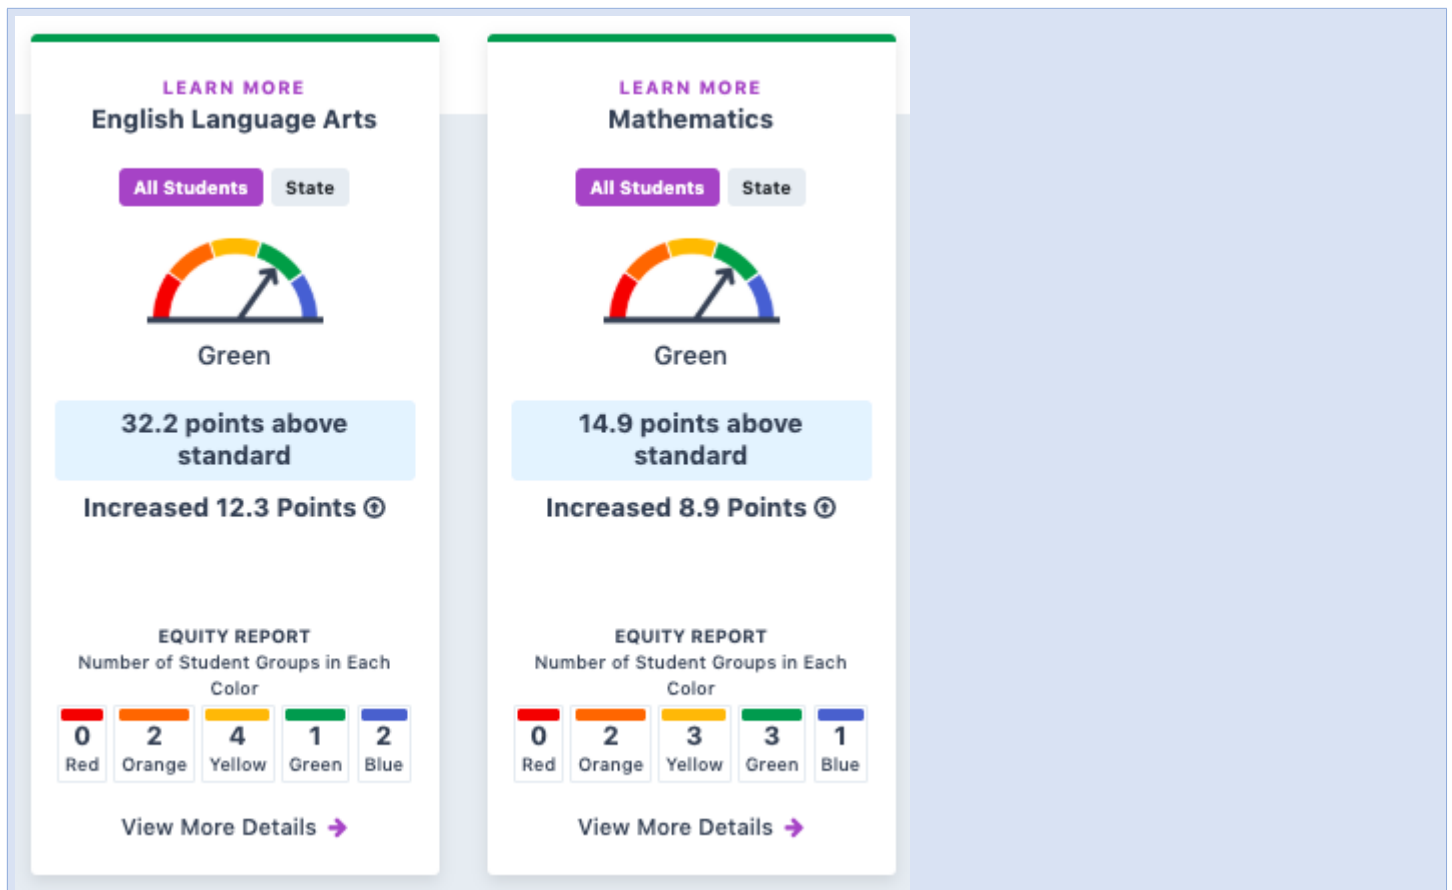 LEARN MORE
English Language Arts
All Students State
Green
32.2 points above
standard
Increased 12.3 Points
EQUITY REPORT
Number of Student Groups in Each
Color
0 2 4 1 2
Red Orange Yellow Green Blue
View More Details
LEARN MORE
Mathematics
All Students State
Green
14.9 points above
standard
Increased 8.9 Points
EQUITY REPORT
Number of Student Groups in Each
Color
0 2 3 3 1
Red Orange Yellow Green Blue
View More Details